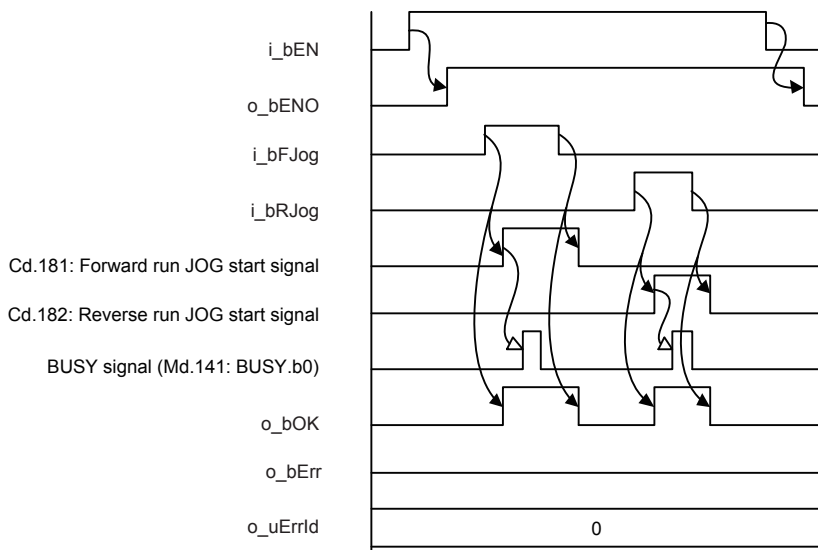 i_bEN
o_bENO
i_bFJog
i_bRJog
Cd.181: Forward run JOG start signal
Cd.182: Reverse run JOG start signal
BUSY signal (Md.141: BUSY.b0)
o_bOK
o_bErr
o_uErrId
0